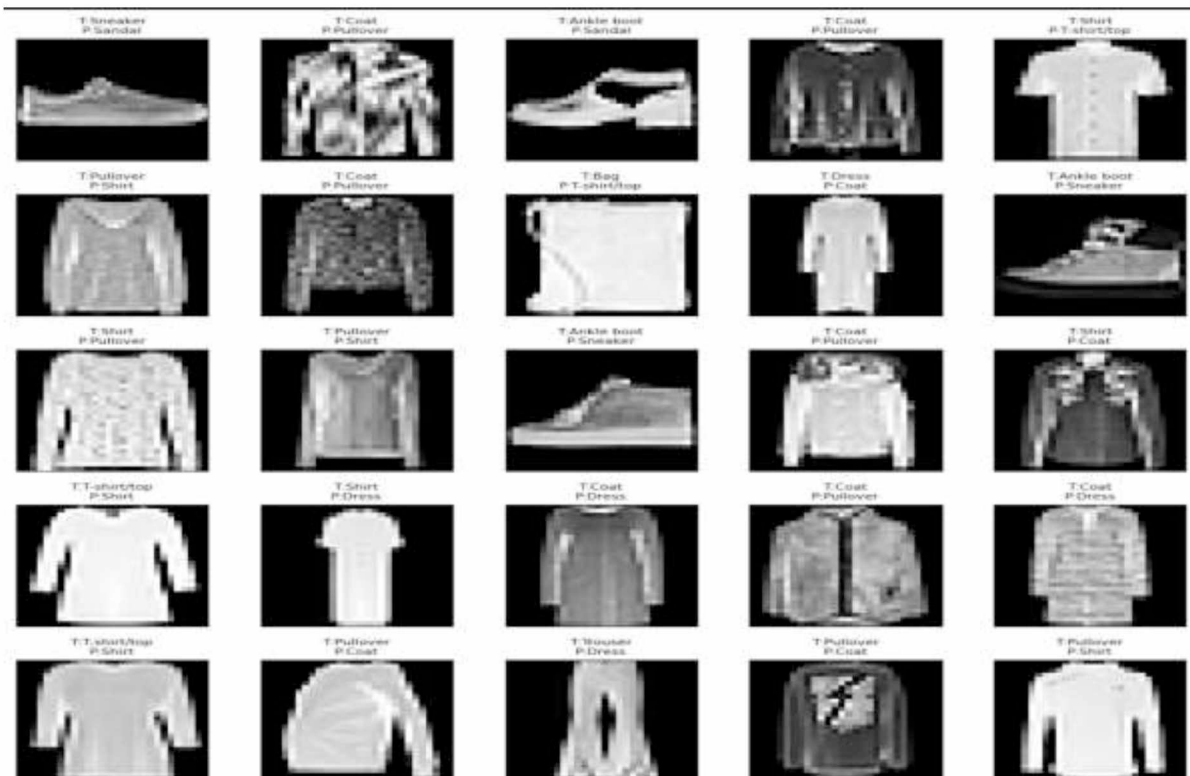 T:Sneaker
P:Sandal
T:Coat
P:Pullover
T:Ankle boot
P:Sandal
T:Coat
P:Pullover
T:Shirt
P:T-shirt/top
T:Pullover
P:Shirt
T:Coat
P:Pullover
T:Bag
P:T-shirt/top
T:Dress
P:Coat
T:Ankle boot
P:Sneaker
T:Shirt
P:Pullover
T:Pullover
P:Shirt
T:Ankle boot
P:Sneaker
T:Coat
P:Pullover
T:Shirt
P:Coat
T:T-shirt/top
P:Shirt
T:Shirt
P:Dress
T:Coat
P:Dress
T:Coat
P:Pullover
T:Coat
P:Dress
T:T-shirt/top
P:Shirt
T:Pullover
P:Coat
T:Trouser
P:Dress
T:Pullover
P:Coat
T:Pullover
P:Shirt